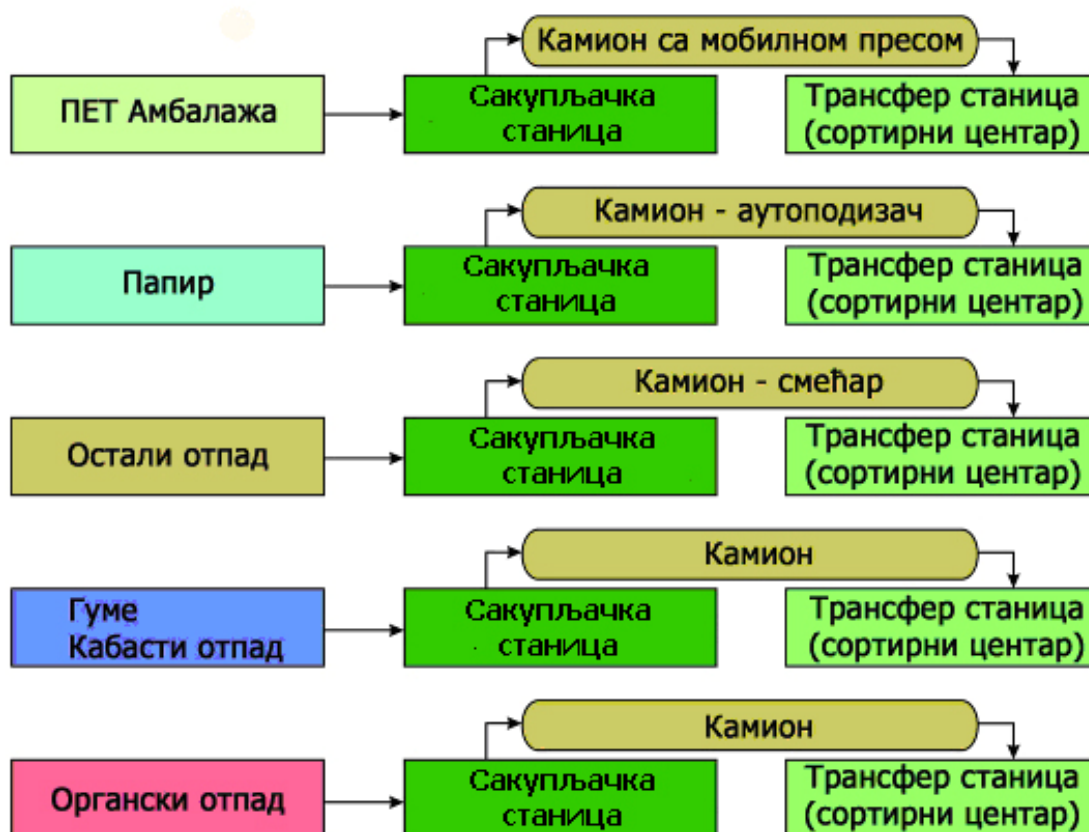 Камион са мобилном пресом
ПЕТ Амбалажа
Сакупљачка
станица
Трансфер станица
(сортирни центар)
Камион - аутоподизач
Папир
Сакупљачка
станица
Трансфер станица
(сортирни центар)
Камион - смећар
Остали отпад
Сакупљачка
станица
Трансфер станица
(сортирни центар)
Камион
Гуме
Кабасти отпад
Сакупљачка
станица
Трансфер станица
(сортирни центар)
Камион
Органски отпад
Сакупљачка
станица
Трансфер станица
(сортирни центар)